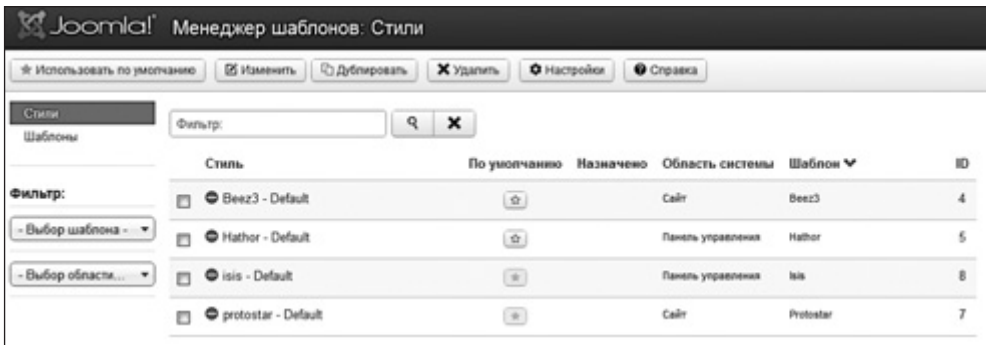 Joomla! Менеджер шаблонов: Стили
Использовать по умолчанию Изменить Дублировать Удалить Настройки Справка
Стили
Шаблоны
Фильтр:
Стиль По умолчанию Назначено Область системы Шаблон ID
Фильтр:
- Выбор шаблона -
- Выбор области...
Beez3 - Default Сайт Beez3 4
Hathor - Default Панель управления Hathor 5
isis - Default Панель управления Isis 8
protostar - Default Сайт Protostar 7